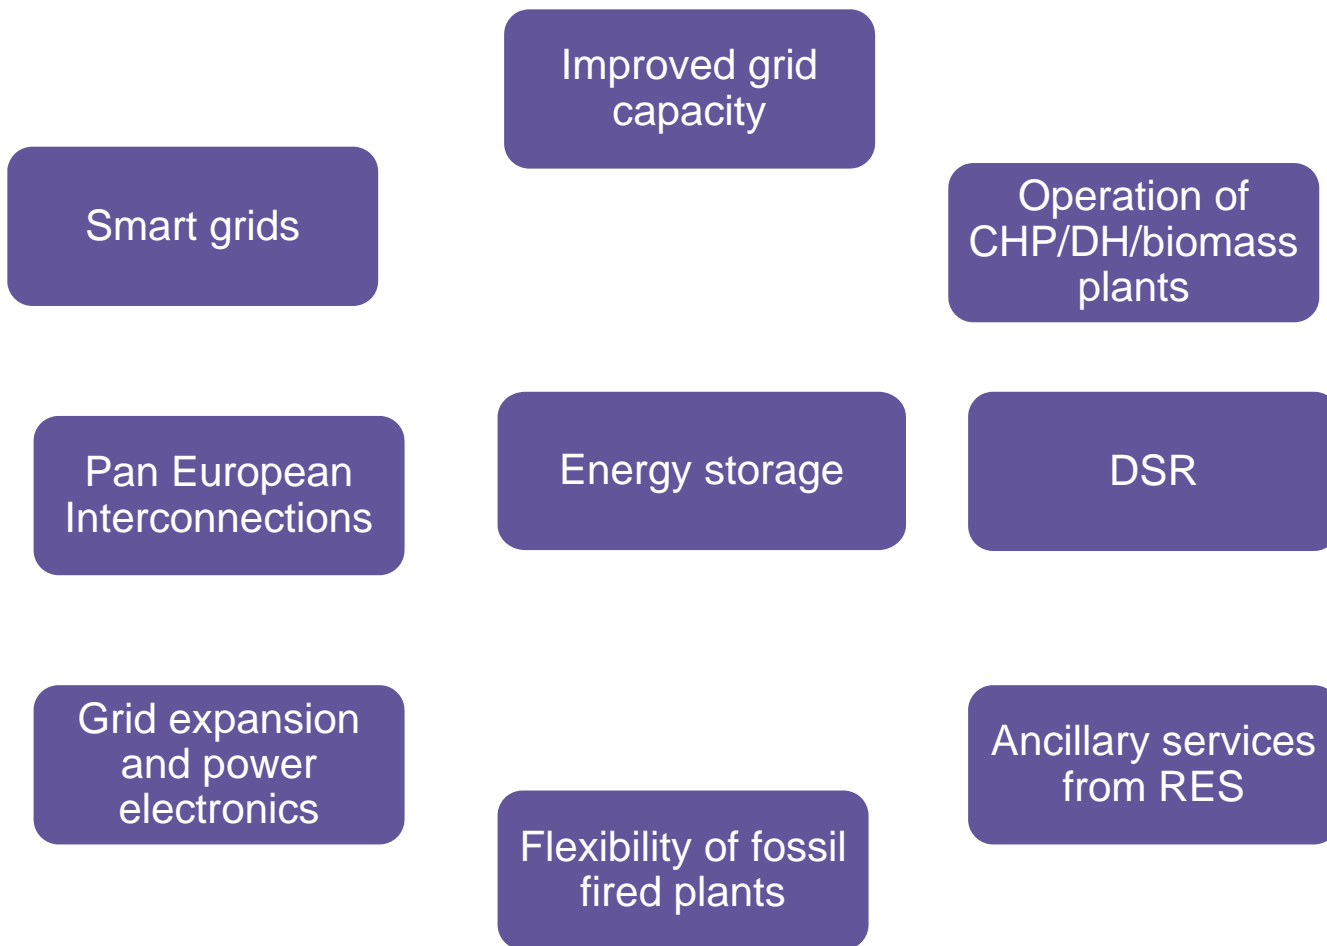 Improved grid
capacity
Smart grids
Operation of
CHP/DH/biomass
plants
Pan European
Interconnections
Energy storage
DSR
Grid expansion
and power
electronics
Ancillary services
from RES
Flexibility of fossil
fired plants